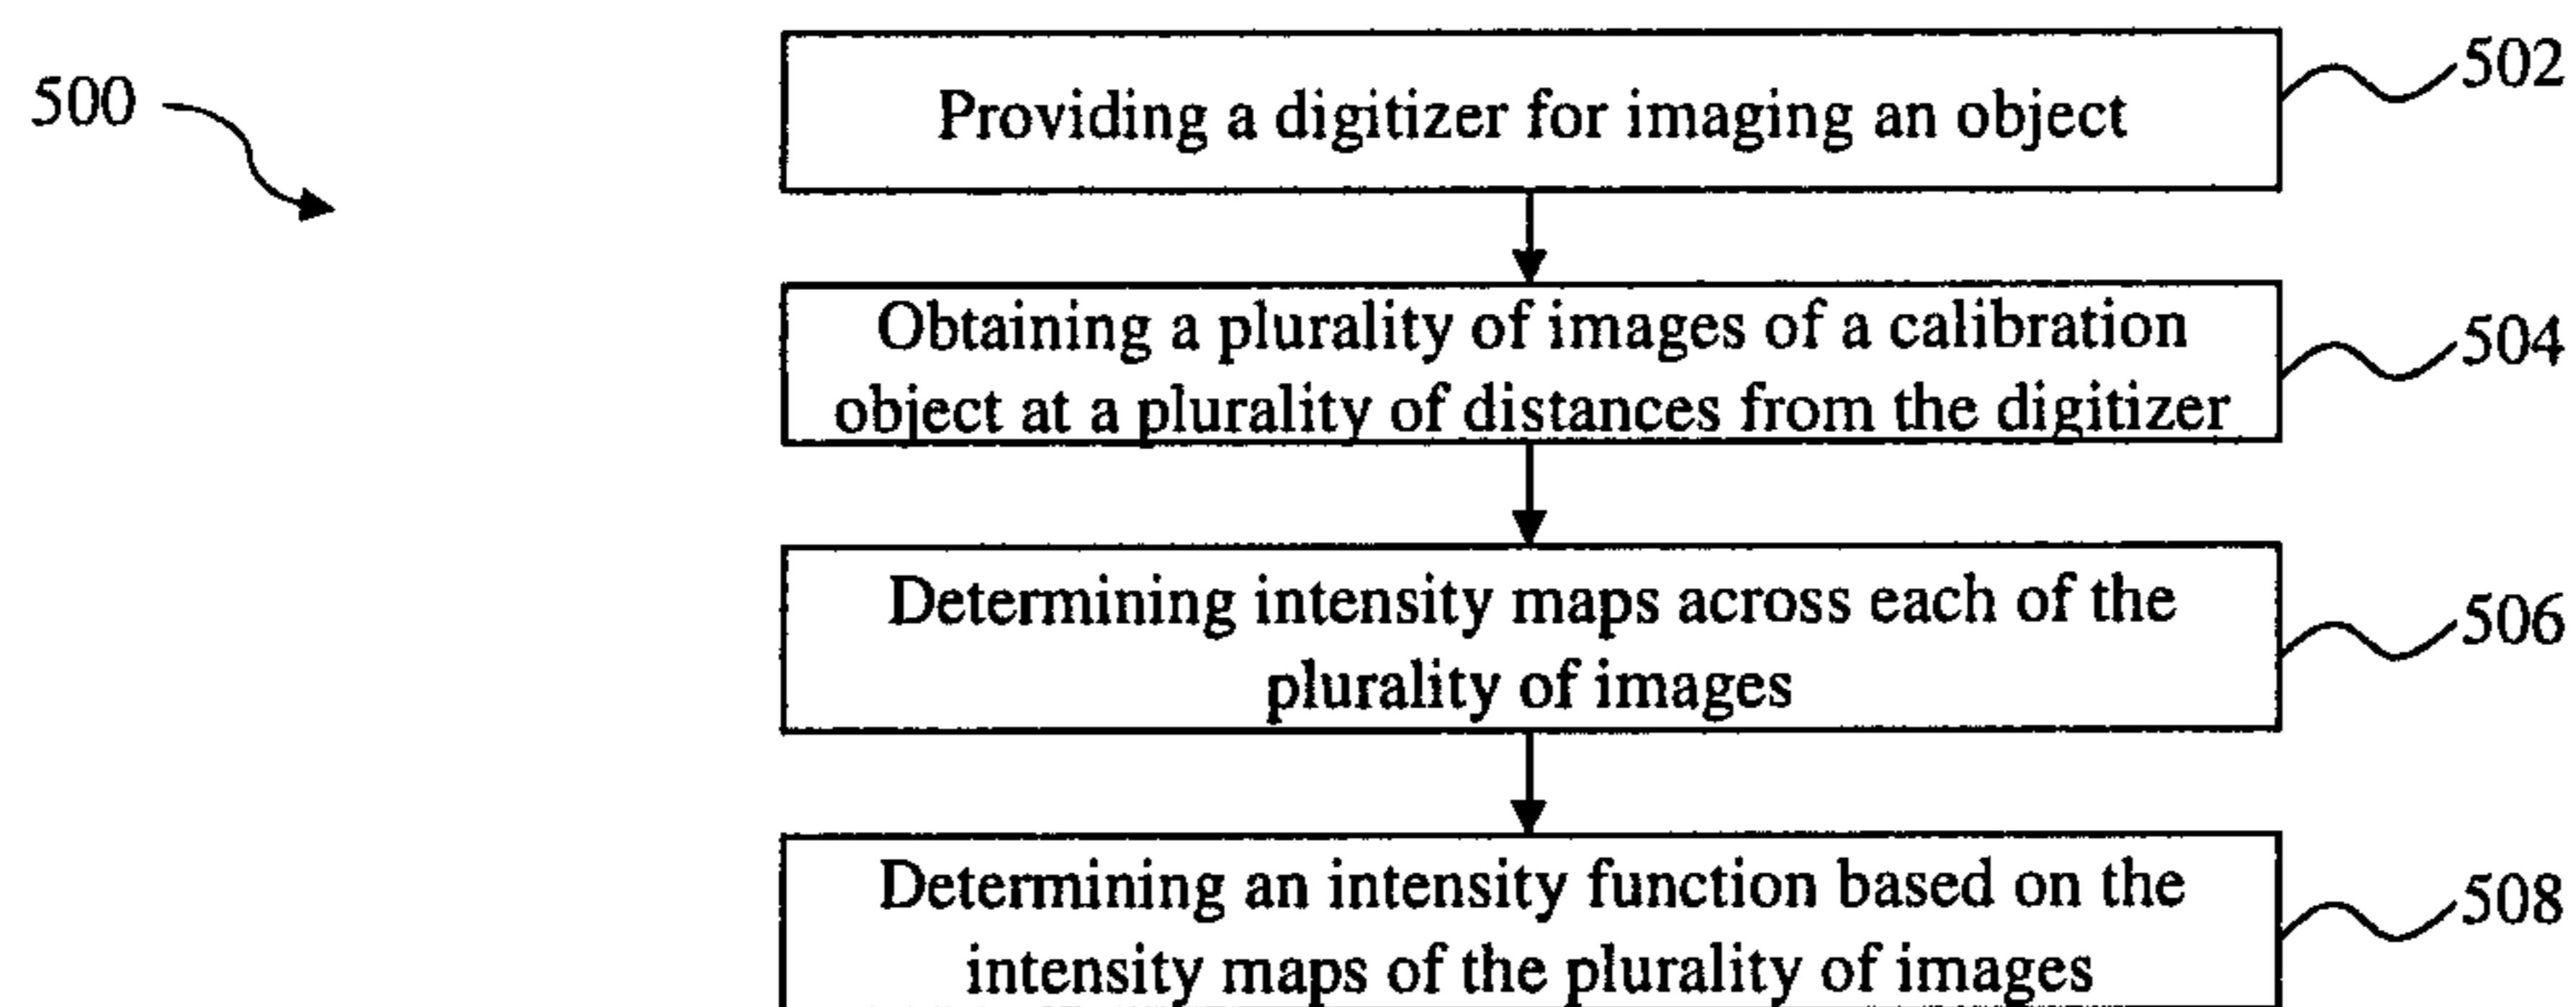 500
Providing a digitizer for imaging an object
502
Obtaining a plurality of images of a calibration
object at a plurality of distances from the digitizer
504
Determining intensity maps across each of the
plurality of images
506
Determining an intensity function based on the
intensity maps of the plurality of images
508